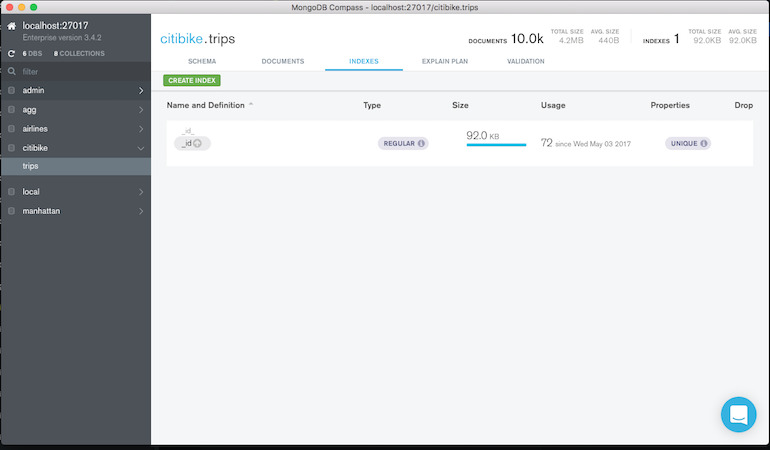 MongoDB Compass - localhost:27017/citibike.trips
localhost:27017
Enterprise version 3.4.2
6 DBS 8 COLLECTIONS
filter
admin
agg
airlines
citibike
trips
local
manhattan
citibike.trips
DOCUMENTS 10.0k TOTAL SIZE 4.2MB AVG. SIZE 440B INDEXES 1 TOTAL SIZE 92.0KB AVG. SIZE 92.0KB
SCHEMA DOCUMENTS INDEXES EXPLAIN PLAN VALIDATION
CREATE INDEX
Name and Definition Type Size Usage Properties Drop
_id_
_id REGULAR 92.0 KB 72 since Wed May 03 2017 UNIQUE